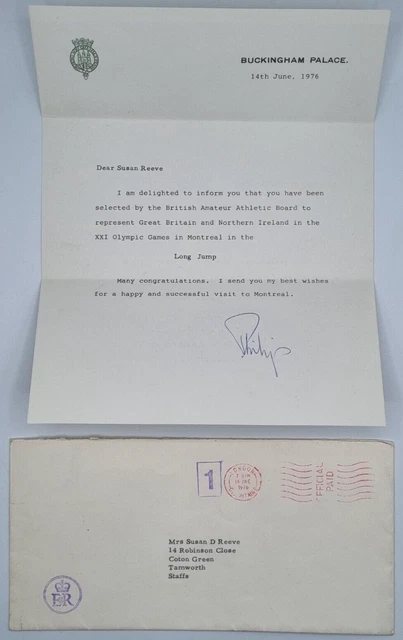 BUCKINGHAM PALACE.
14th June, 1976
Dear Susan Reeve
I am delighted to inform you that you have been
selected by the British Amateur Athletic Board to
represent Great Britain and Northern Ireland in the
XXI Olympic Games in Montreal in the
Long Jump
Many congratulations. I send you my best wishes
for a happy and successful visit to Montreal.
Philip
1
LONDON
1976
OFFICIAL
PAID
Mrs Susan D Reeve
14 Robinson Close
Coton Green
Tamworth
Staffs
E R